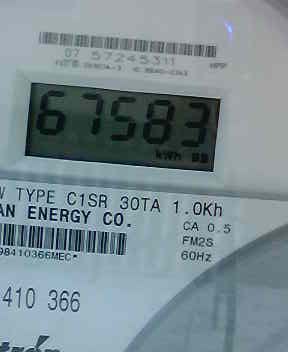 07 57245311
67583
kWh
TYPE C1SR 30TA 1.0Kh
AN ENERGY CO.
CA 0.5
FM2S
98410366MEC*
60Hz
410 366